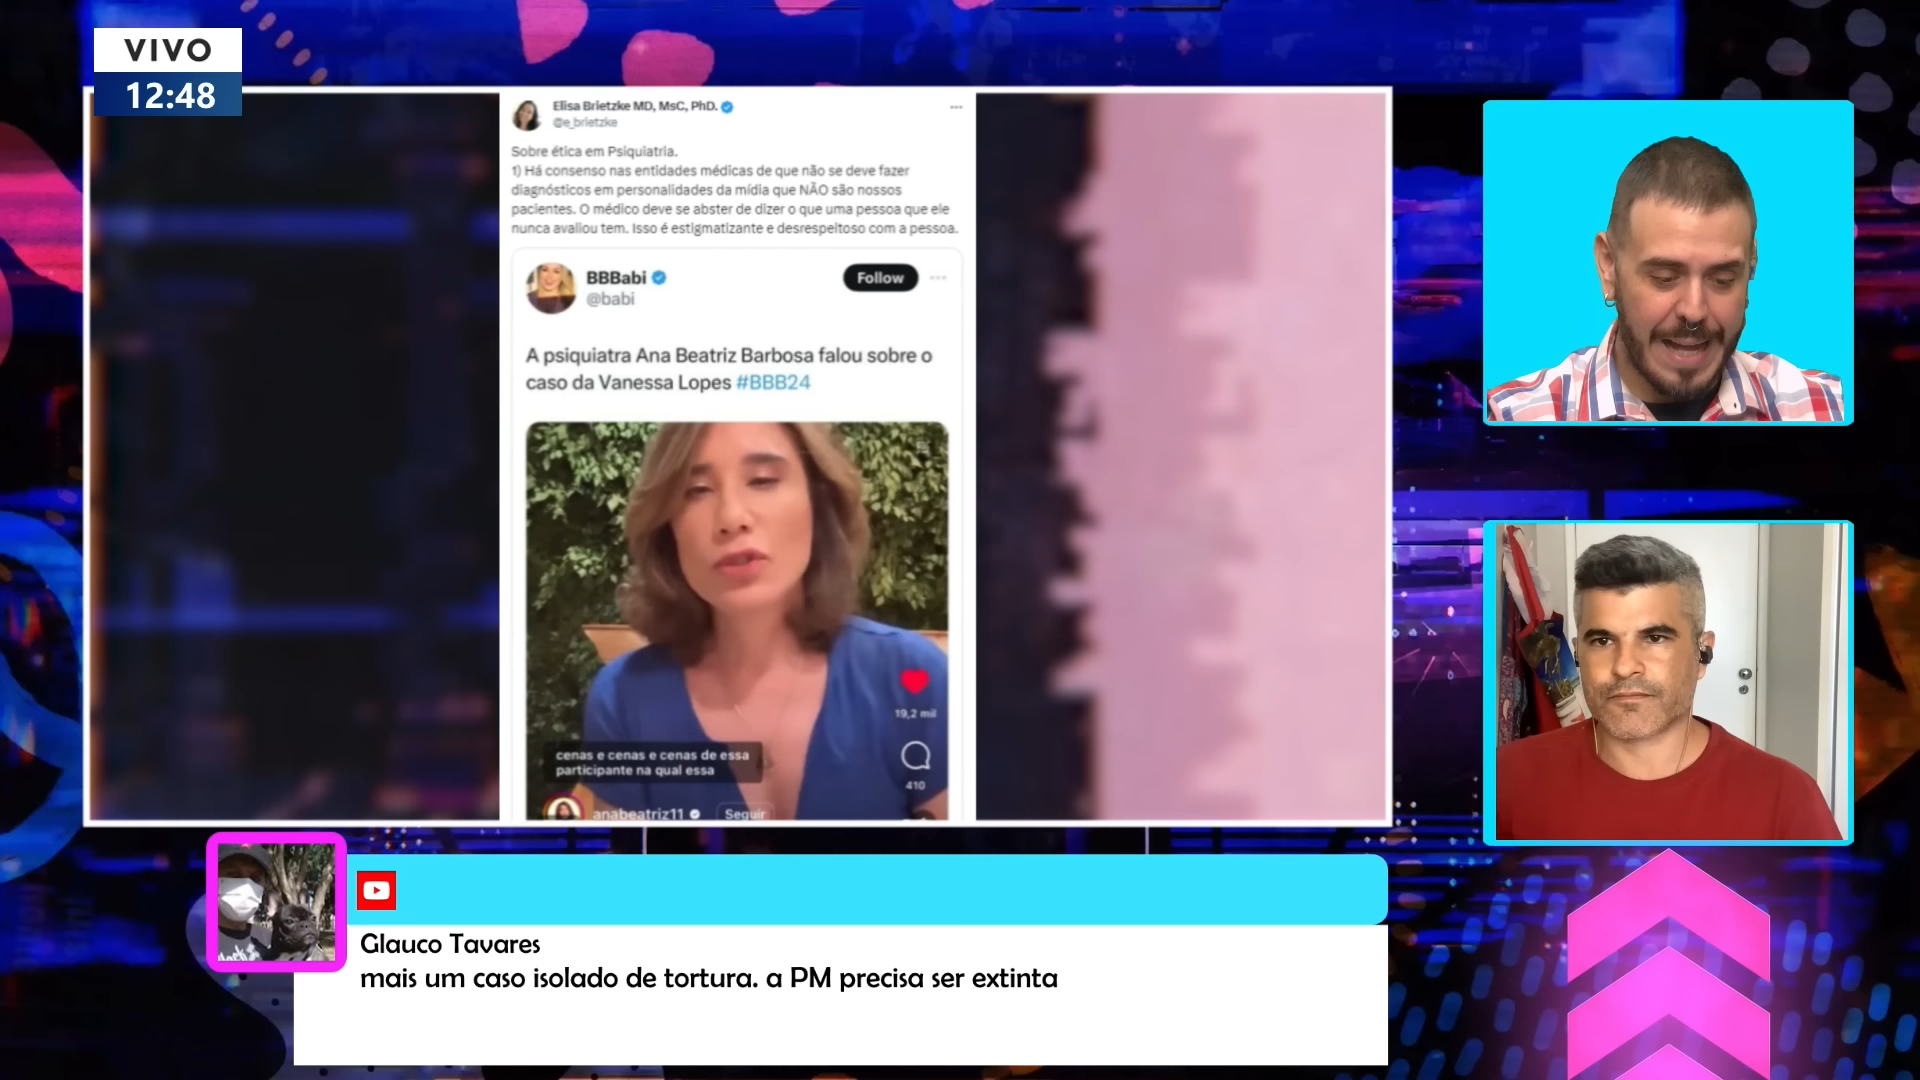 VIVO
12:48
Elisa Brietzke MD, MsC, PhD.
@e_brietzke
Sobre ética em Psiquiatria.
1) Há consenso nas entidades médicas de que não se deve fazer
diagnósticos em personalidades da mídia que NÃO são nossos
pacientes. O médico deve se abster de dizer o que uma pessoa que ele
nunca avaliou tem. Isso é estigmatizante e desrespeitoso com a pessoa.
BBBabi
Follow
@babi
A psiquiatra Ana Beatriz Barbosa falou sobre o
caso da Vanessa Lopes #BBB24
19,2 mil
cenas e cenas e cenas de essa
participante na qual essa
410
anabeatriz11
Seguir
Glauco Tavares
mais um caso isolado de tortura. a PM precisa ser extinta